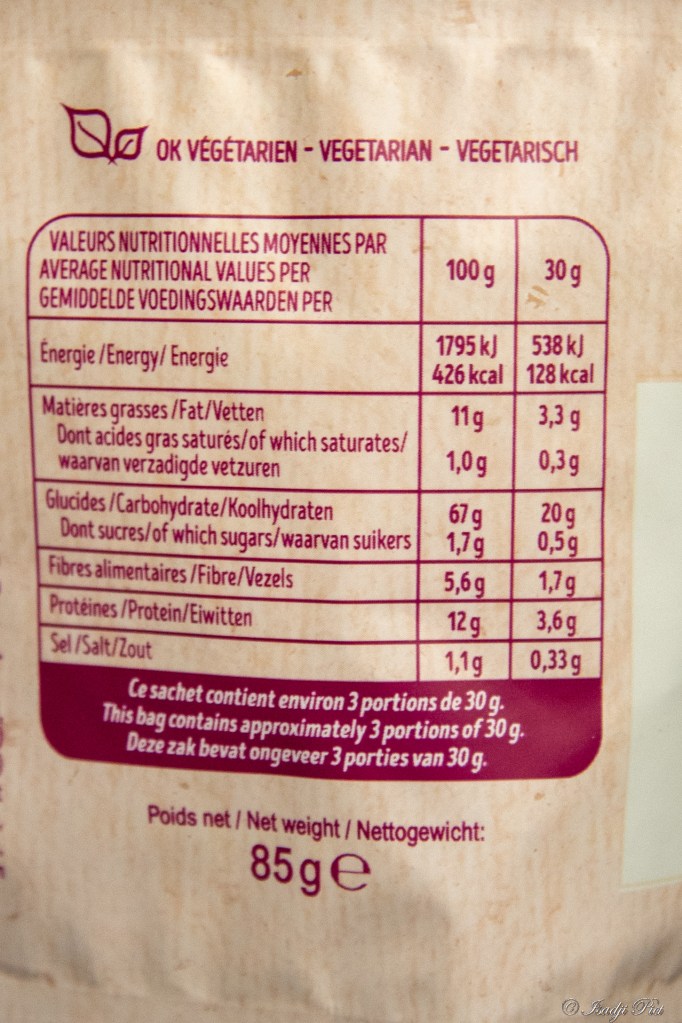 OK VÉGÉTARIEN - VEGETARIAN - VEGETARISCH
VALEURS NUTRITIONNELLES MOYENNES PAR
AVERAGE NUTRITIONAL VALUES PER
GEMIDDELDE VOEDINGSWAARDEN PER
100 g 30 g
Énergie / Energy/ Energie
1795 kJ 538 kJ
426 kcal 128 kcal
Matières grasses / Fat/Vetten 11 g 3,3 g
Dont acides gras saturés/of which saturates/
waarvan verzadigde vetzuren 1,0 g 0,3 g
Glucides / Carbohydrate/Koolhydraten 67 g 20 g
Dont sucres/of which sugars/waarvan suikers 1,7 g 0,5 g
Fibres alimentaires / Fibre/Vezels 5,6 g 1,7 g
Protéines / Protein/Eiwitten 12 g 3,6 g
Sel / Salt/Zout 1,1 g 0,33 g
Ce sachet contient environ 3 portions de 30 g.
This bag contains approximately 3 portions of 30 g.
Deze zak bevat ongeveer 3 porties van 30 g.
Poids net / Net weight / Nettogewicht:
85 g ℮
© Isadji Piet